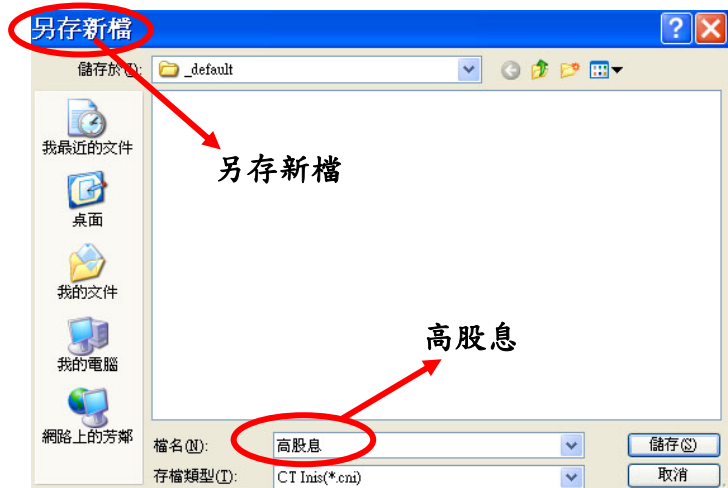 另存新檔
儲存於(I): _default
我最近的文件
另存新檔
桌面
我的文件
高股息
我的電腦
網路上的芳鄰
檔名(N): 高股息 儲存(S)
存檔類型(T): CT Inis(*.cni) 取消